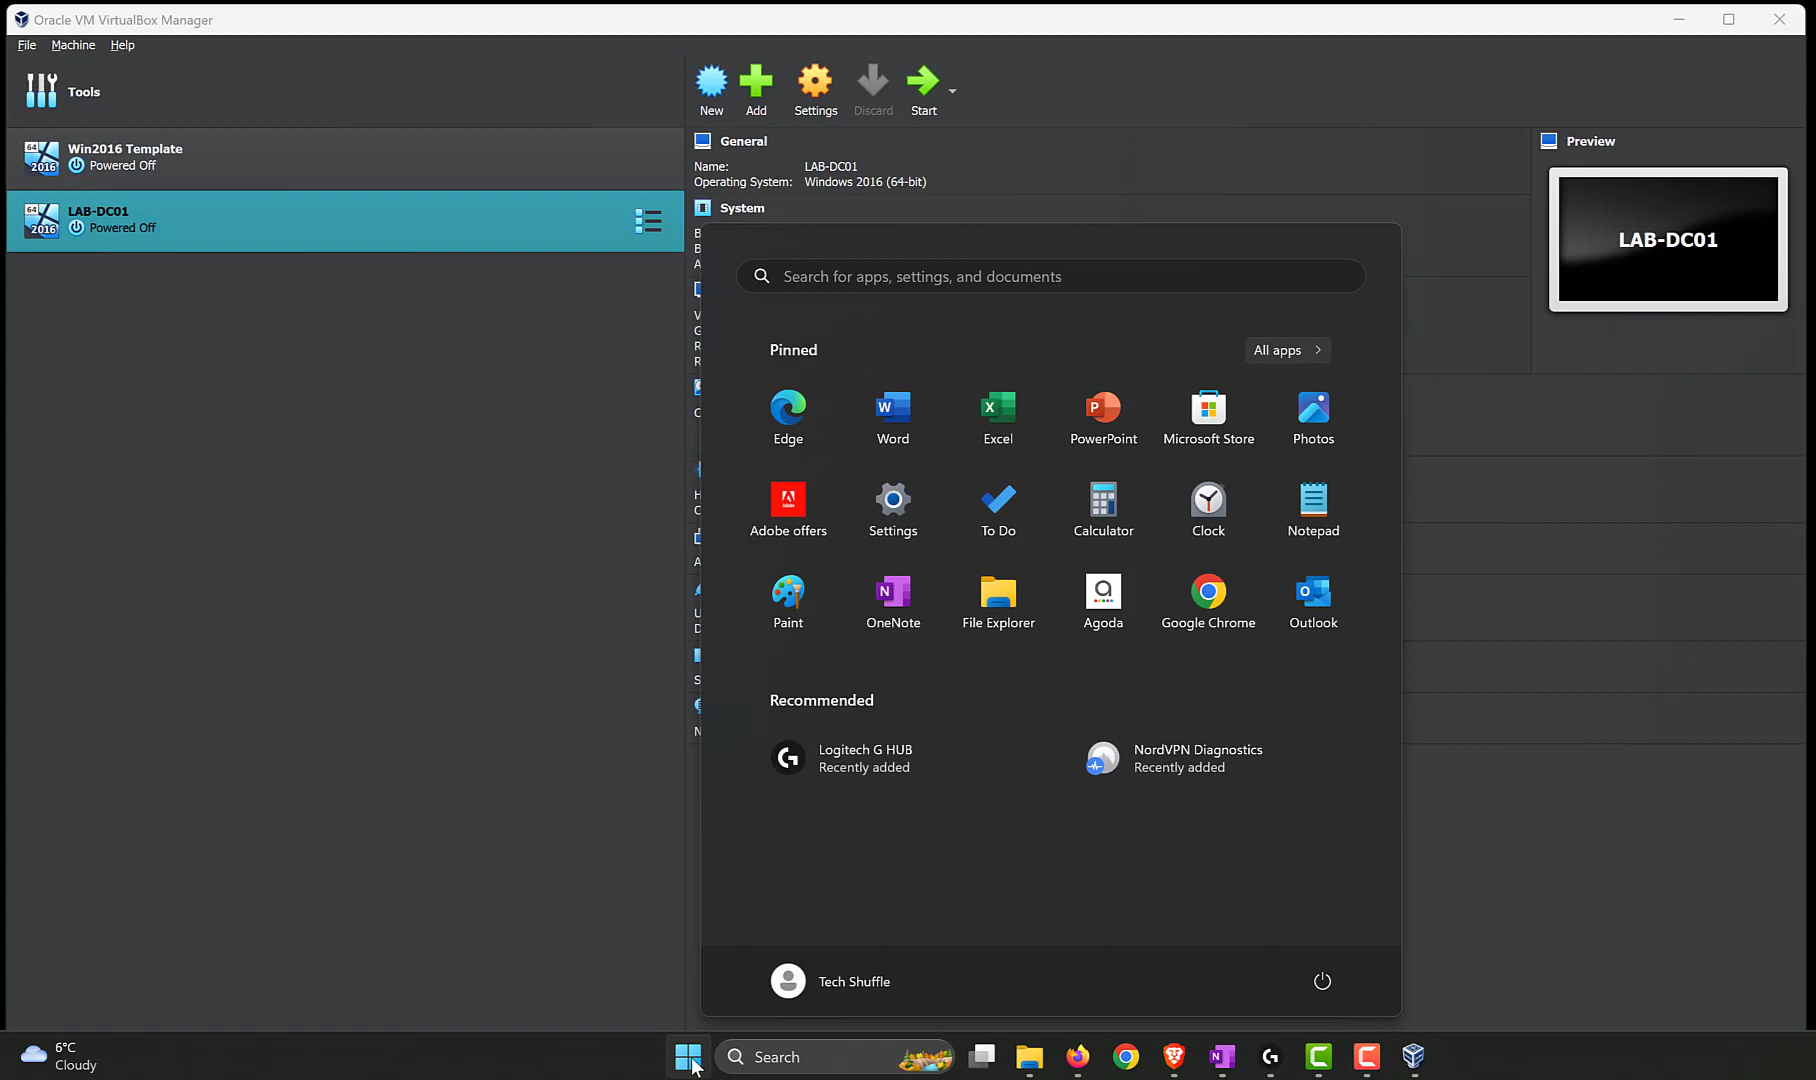 Oracle VM VirtualBox Manager
File Machine Help
Tools
New Add Settings Discard Start
64
2016
Win2016 Template
Powered Off
64
2016
LAB-DC01
Powered Off
General
Name: LAB-DC01
Operating System: Windows 2016 (64-bit)
System
Preview
LAB-DC01
B
B
A
V
G
R
R
C
H
C
A
U
D
S
N
Search for apps, settings, and documents
Pinned
All apps >
Edge Word Excel PowerPoint Microsoft Store Photos
Adobe offers Settings To Do Calculator Clock Notepad
Paint OneNote File Explorer Agoda Google Chrome Outlook
Recommended
Logitech G HUB
Recently added
NordVPN Diagnostics
Recently added
Tech Shuffle
6°C
Cloudy
Search